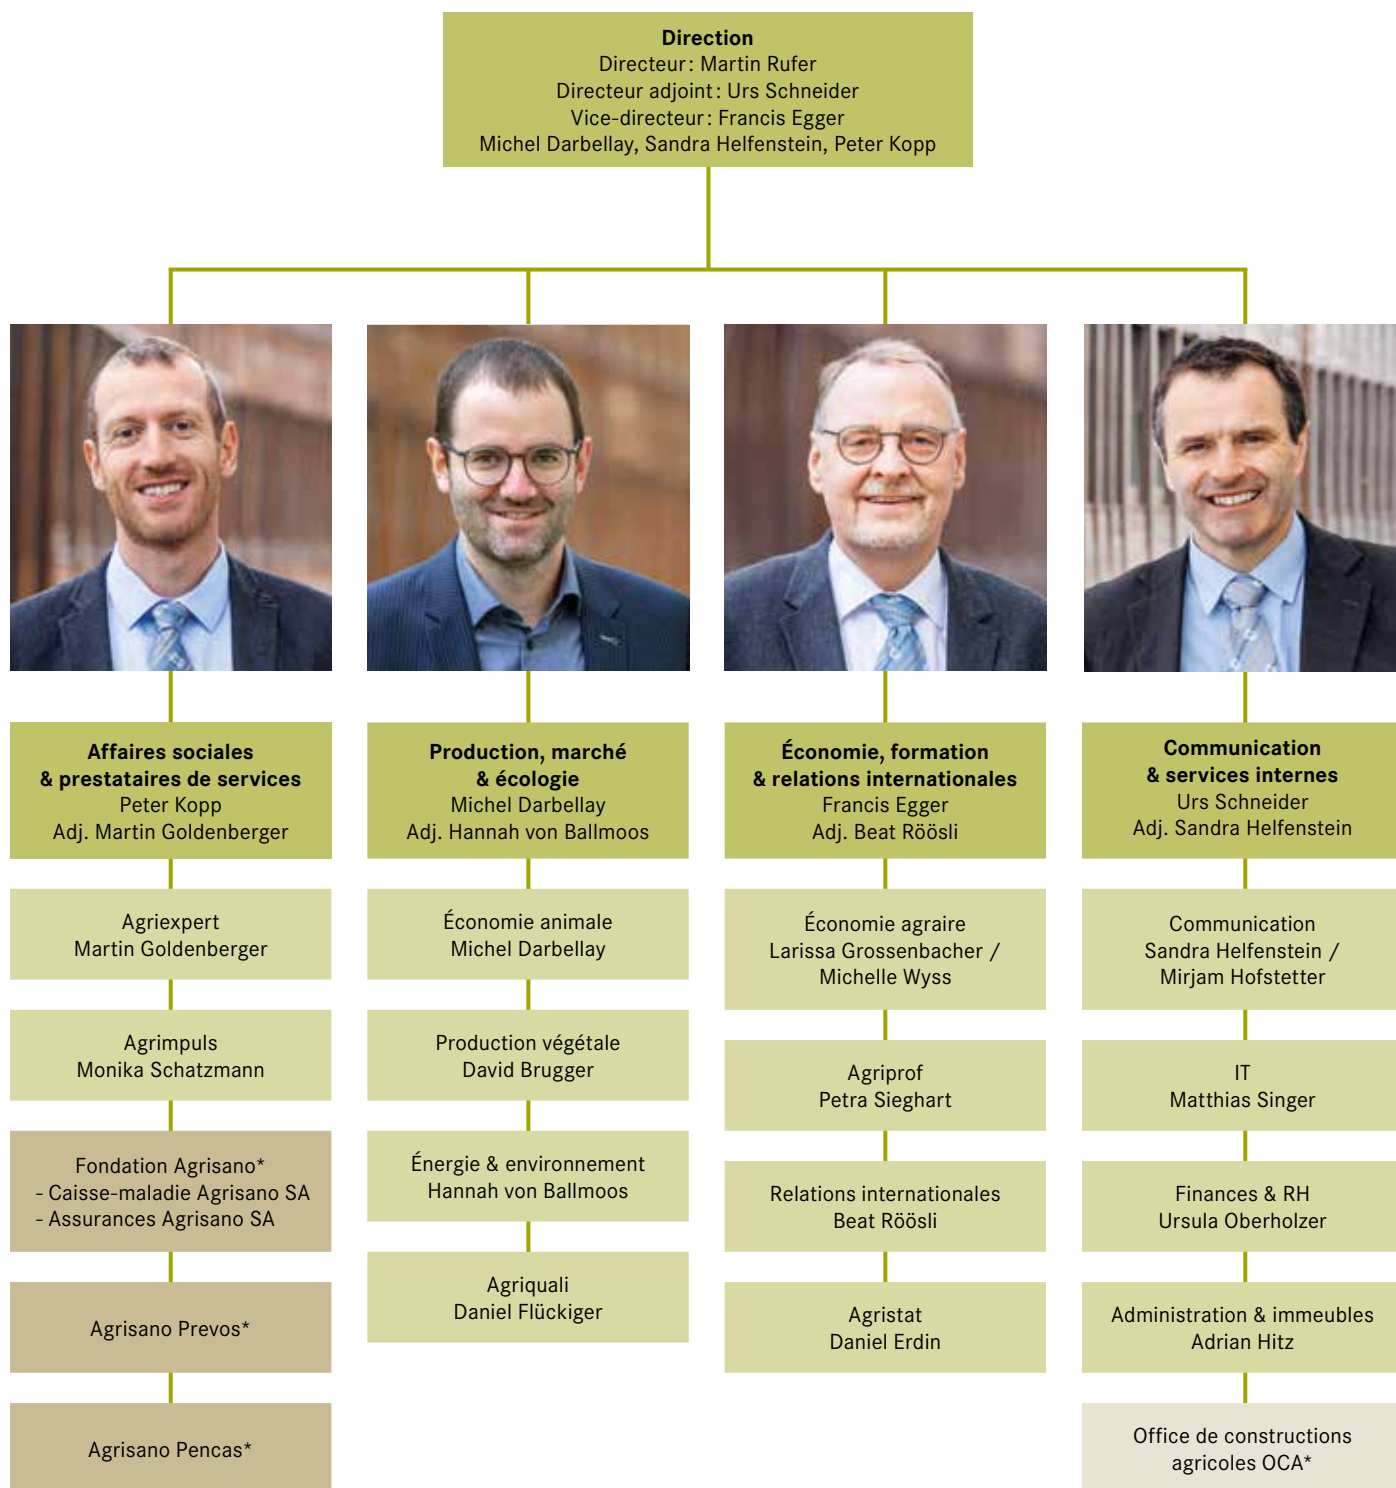 Direction
Directeur: Martin Rufer
Directeur adjoint: Urs Schneider
Vice-directeur: Francis Egger
Michel Darbellay, Sandra Helfenstein, Peter Kopp
Affaires sociales
& prestataires de services
Peter Kopp
Adj. Martin Goldenberger
Agriexpert
Martin Goldenberger
Agrimpuls
Monika Schatzmann
Fondation Agrisano*
- Caisse-maladie Agrisano SA
- Assurances Agrisano SA
Agrisano Prevos*
Agrisano Pencas*
Production, marché
& écologie
Michel Darbellay
Adj. Hannah von Ballmoos
Économie animale
Michel Darbellay
Production végétale
David Brugger
Énergie & environnement
Hannah von Ballmoos
Agriquali
Daniel Flückiger
Économie, formation
& relations internationales
Francis Egger
Adj. Beat Röösli
Économie agraire
Larissa Grossenbacher /
Michelle Wyss
Agriprof
Petra Sieghart
Relations internationales
Beat Röösli
Agristat
Daniel Erdin
Communication
& services internes
Urs Schneider
Adj. Sandra Helfenstein
Communication
Sandra Helfenstein /
Mirjam Hofstetter
IT
Matthias Singer
Finances & RH
Ursula Oberholzer
Administration & immeubles
Adrian Hitz
Office de constructions
agricoles OCA*